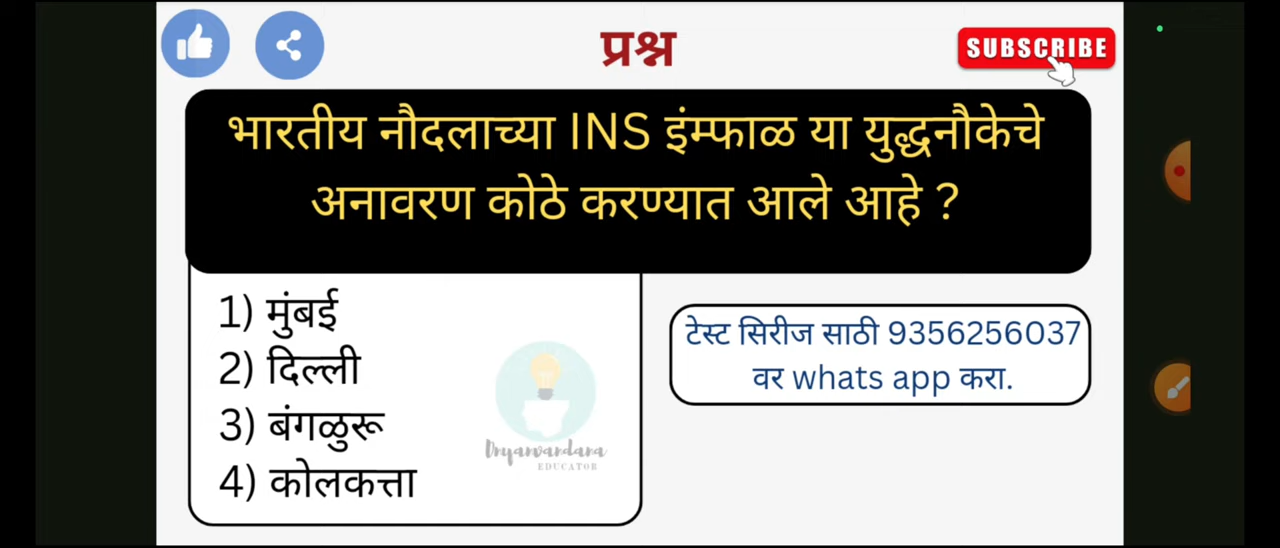 प्रश्न
SUBSCRIBE
भारतीय नौदलाच्या INS इंम्फाळ या युद्धनौकेचे
अनावरण कोठे करण्यात आले आहे ?
1) मुंबई
2) दिल्ली
3) बंगळुरू
4) कोलकत्ता
Dnyanvandana
EDUCATOR
टेस्ट सिरीज साठी 9356256037
वर whats app करा.